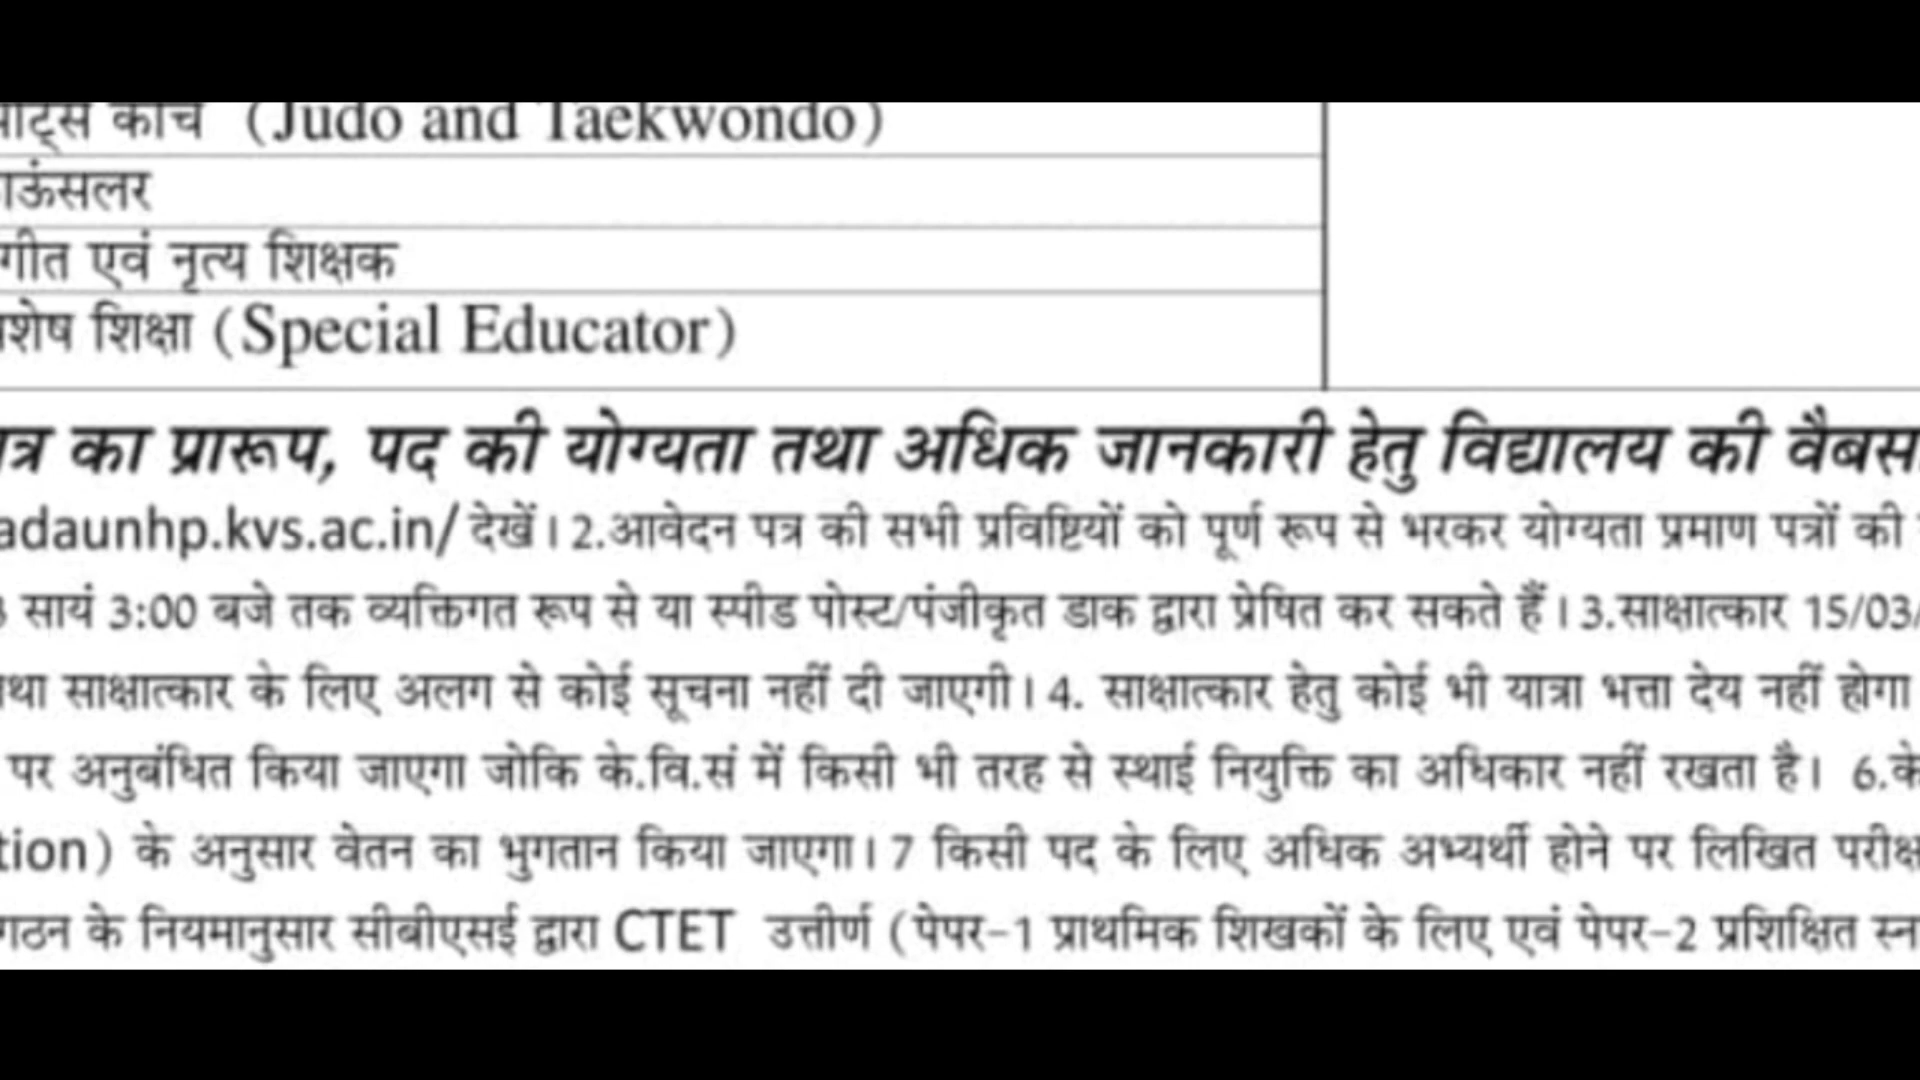 कोच (Judo and Taekwondo)
एवं नृत्य शिक्षक
शिक्षा (Special Educator)
का प्रारूप, पद की योग्यता तथा अधिक जानकारी हेतु विद्यालय की
adaunhp.kvs.ac.in/ देखें। 2.आवेदन पत्र की सभी प्रविष्टियों को पूर्ण रूप से भरकर योग्यता प्रमाण पत्रों की
सायं 3:00 बजे तक व्यक्तिगत रूप से या स्पीड पोस्ट/पंजीकृत डाक द्वारा प्रेषित कर सकते हैं। 3.साक्षात्कार 15/03/
साक्षात्कार के लिए अलग से कोई सूचना नहीं दी जाएगी। 4. साक्षात्कार हेतु कोई भी यात्रा भत्ता देय नहीं होगा
पर अनुबंधित किया जाएगा जोकि के.वि.सं में किसी भी तरह से स्थाई नियुक्ति का अधिकार नहीं रखता है। 6.के
tion) के अनुसार वेतन का भुगतान किया जाएगा। 7 किसी पद के लिए अधिक अभ्यर्थी होने पर लिखित
के नियमानुसार सीबीएसई द्वारा CTET उत्तीर्ण (पेपर-1 प्राथमिक शिखकों के लिए एवं पेपर-2 प्रशिक्षित